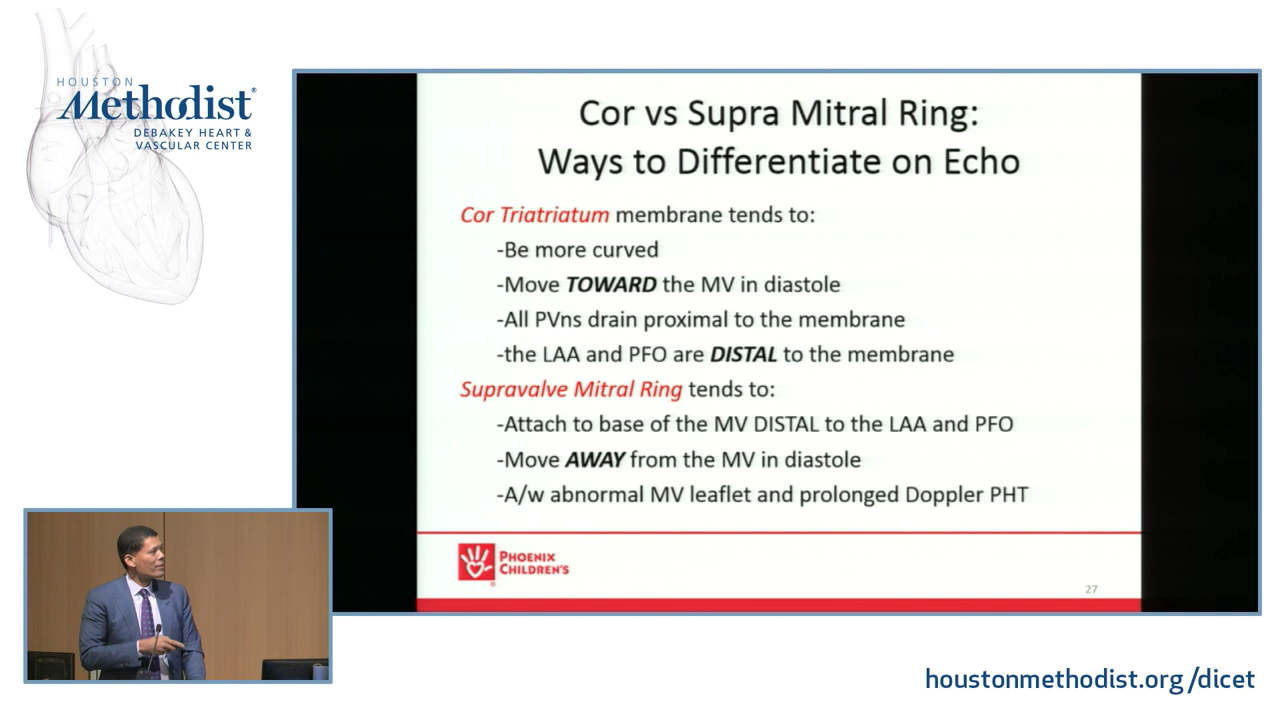 HOUSTON
Methodist®
DEBAKEY HEART &
VASCULAR CENTER
Cor vs Supra Mitral Ring:
Ways to Differentiate on Echo
Cor Triatriatum membrane tends to:
-Be more curved
-Move TOWARD the MV in diastole
-All PVns drain proximal to the membrane
-the LAA and PFO are DISTAL to the membrane
Supravalve Mitral Ring tends to:
-Attach to base of the MV DISTAL to the LAA and PFO
-Move AWAY from the MV in diastole
-A/w abnormal MV leaflet and prolonged Doppler PHT
PHOENIX
CHILDREN'S®
27
houstonmethodist.org/dicet